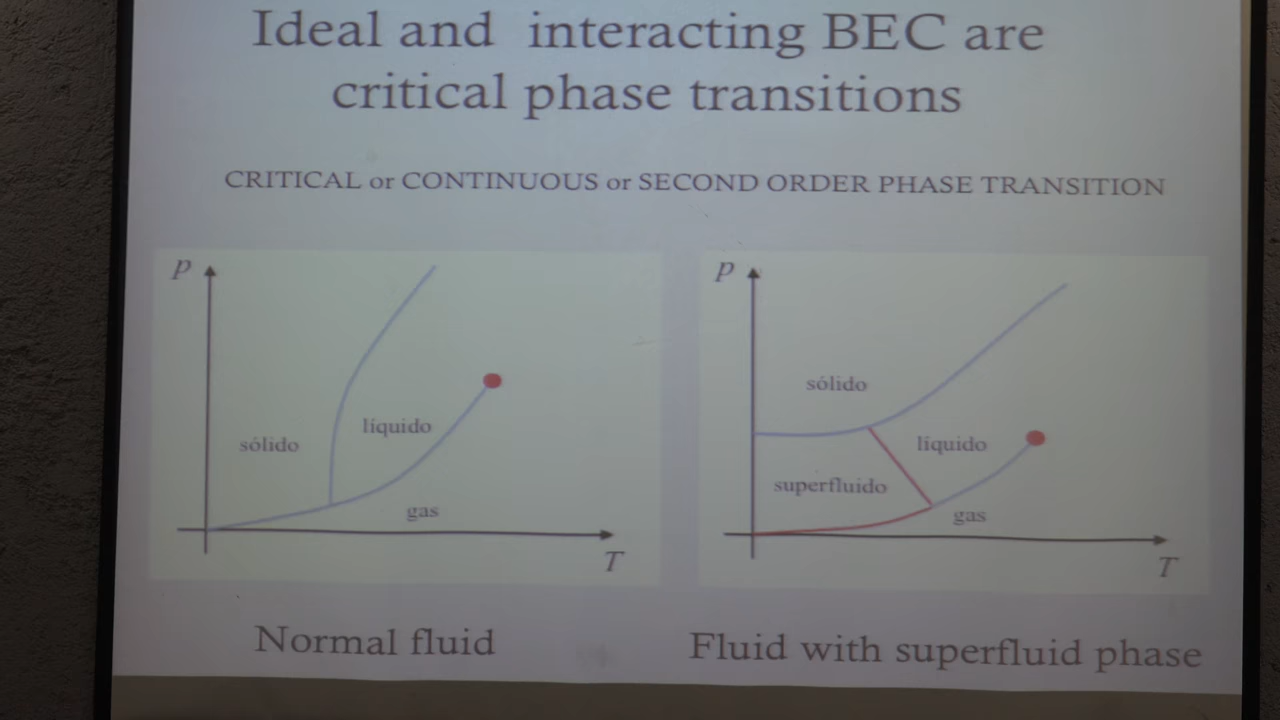 Ideal and interacting BEC are
critical phase transitions
CRITICAL or CONTINUOUS or SECOND ORDER PHASE TRANSITION
p
sólido
líquido
gas
T
Normal fluid
p
sólido
líquido
superfluido
gas
T
Fluid with superfluid phase